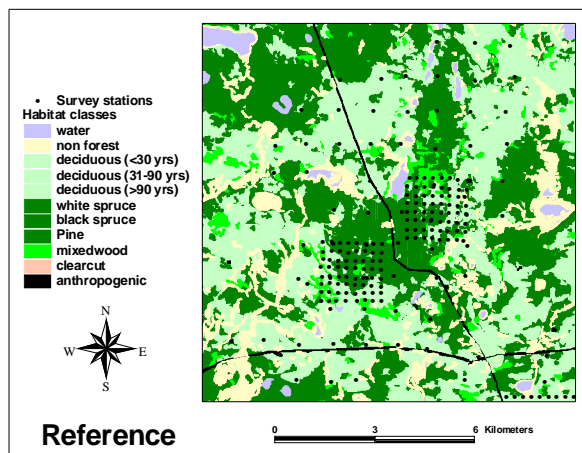 Survey stations
Habitat classes
water
non forest
deciduous (<30 yrs)
deciduous (31-90 yrs)
deciduous (>90 yrs)
white spruce
black spruce
Pine
mixedwood
clearcut
anthropogenic
N
W E
S
Reference
0 3 6 Kilometers